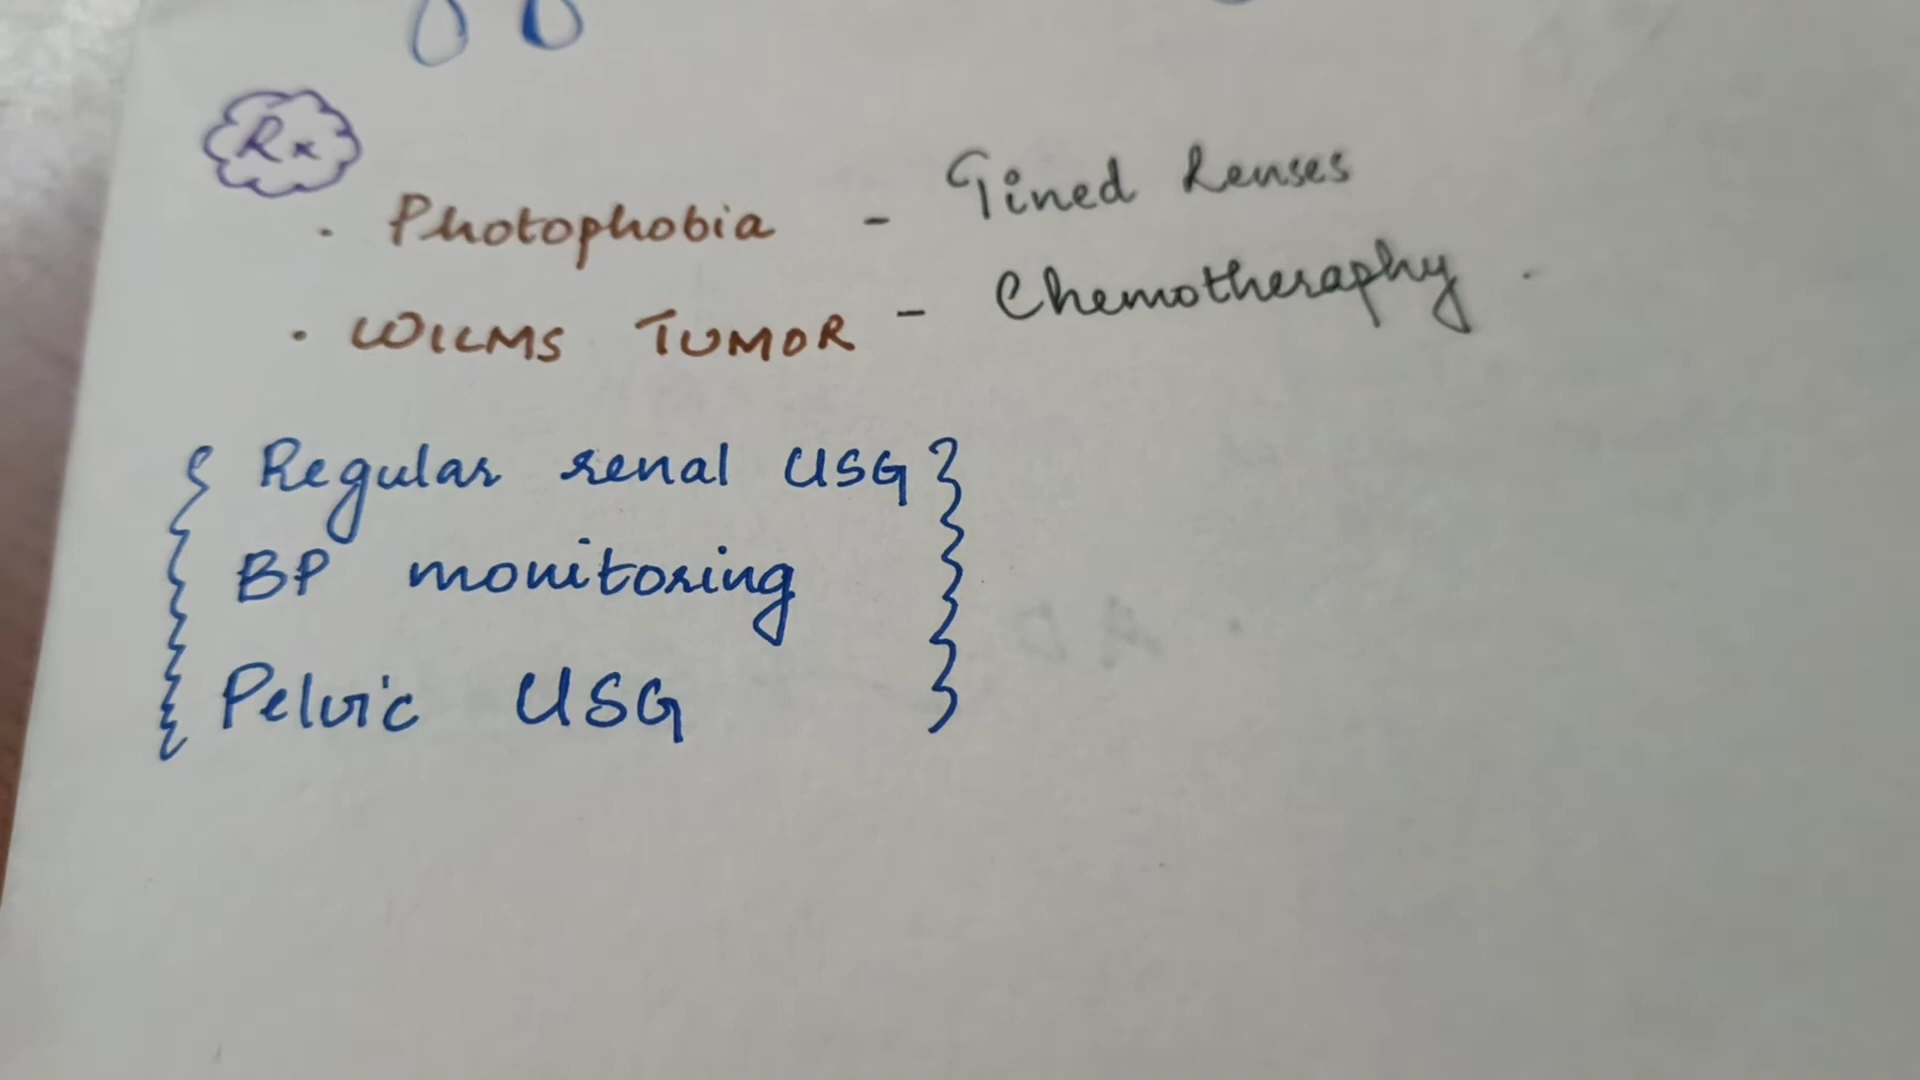 Rx
. Photophobia - Tined Lenses
. WILMS TUMOR - Chemotheraphy .
{ Regular renal USG }
BP monitoring
Pelvic USG